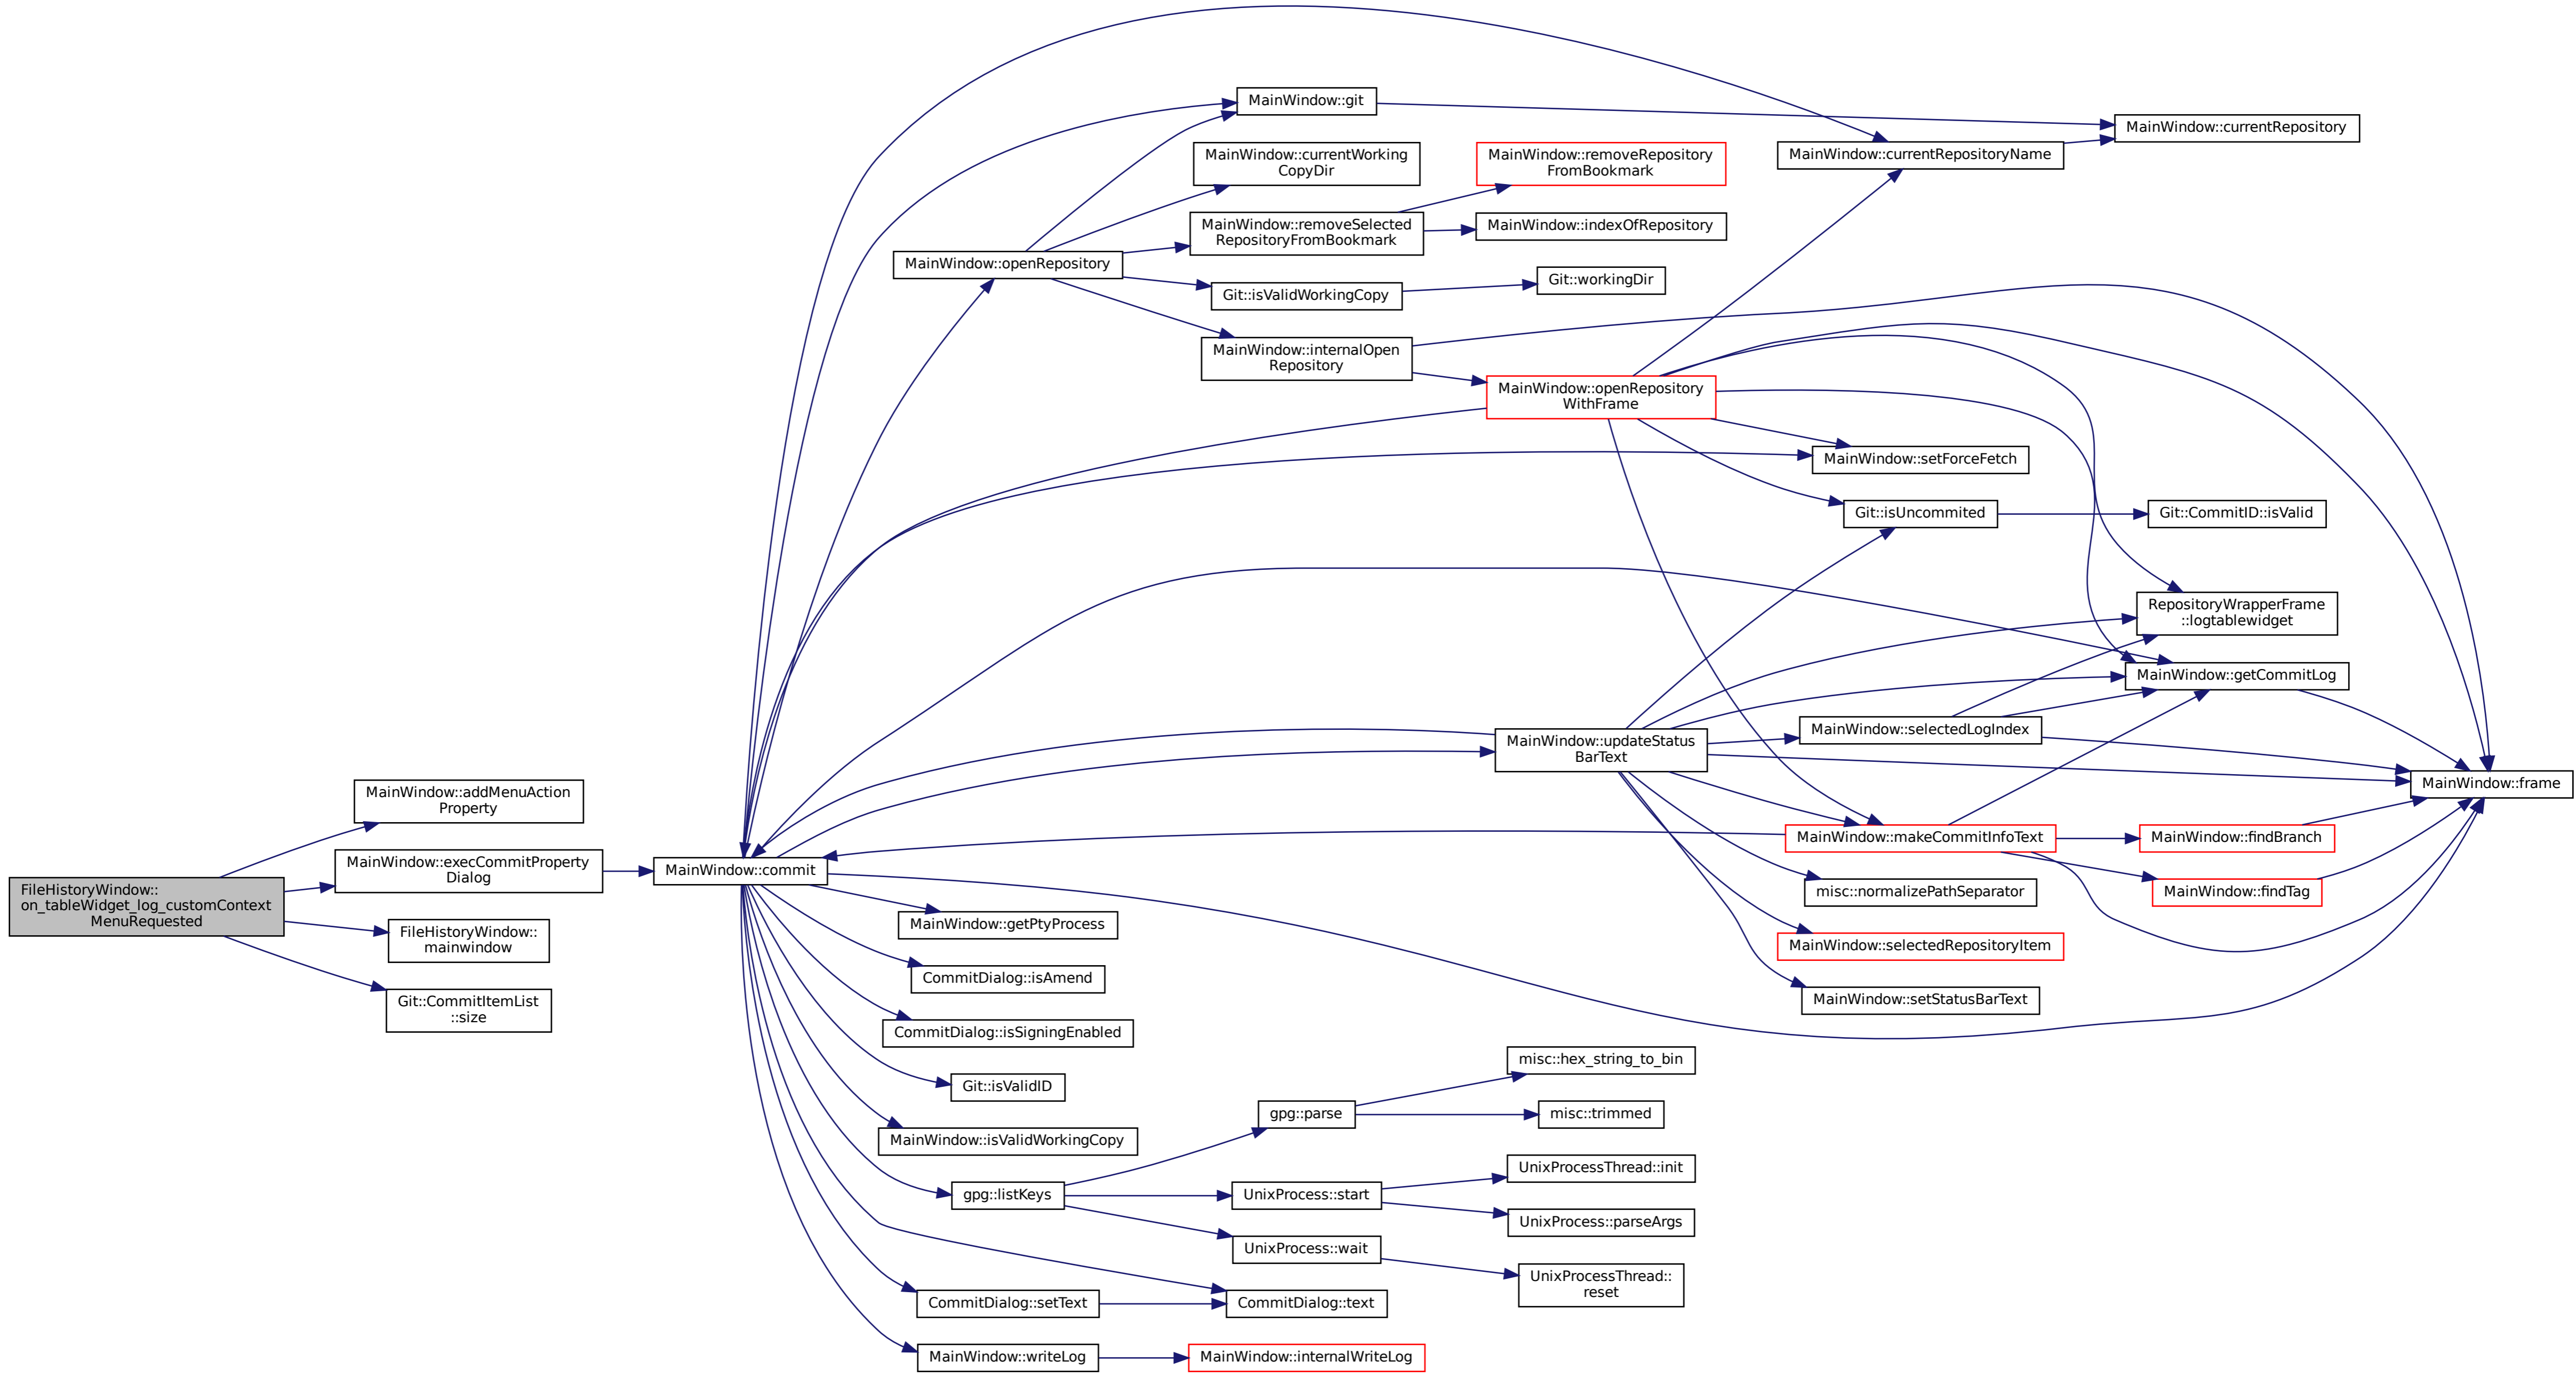 FileHistoryWindow::
on_tableWidget_log_customContext
MenuRequested
MainWindow::addMenuAction
Property
MainWindow::execCommitProperty
Dialog
FileHistoryWindow::
mainwindow
Git::CommitItemList
::size
MainWindow::commit
MainWindow::openRepository
MainWindow::getPtyProcess
CommitDialog::isAmend
CommitDialog::isSigningEnabled
Git::isValidID
MainWindow::isValidWorkingCopy
gpg::listKeys
CommitDialog::setText
MainWindow::writeLog
MainWindow::git
MainWindow::currentWorking
CopyDir
MainWindow::removeSelected
RepositoryFromBookmark
Git::isValidWorkingCopy
MainWindow::internalOpen
Repository
gpg::parse
UnixProcess::start
UnixProcess::wait
CommitDialog::text
MainWindow::internalWriteLog
MainWindow::removeRepository
FromBookmark
MainWindow::indexOfRepository
Git::workingDir
MainWindow::openRepository
WithFrame
MainWindow::updateStatus
BarText
misc::hex_string_to_bin
misc::trimmed
UnixProcessThread::init
UnixProcess::parseArgs
UnixProcessThread::
reset
MainWindow::currentRepositoryName
MainWindow::setForceFetch
Git::isUncommited
MainWindow::selectedLogIndex
MainWindow::makeCommitInfoText
misc::normalizePathSeparator
MainWindow::selectedRepositoryItem
MainWindow::setStatusBarText
MainWindow::currentRepository
Git::CommitID::isValid
RepositoryWrapperFrame
::logtablewidget
MainWindow::getCommitLog
MainWindow::findBranch
MainWindow::findTag
MainWindow::frame